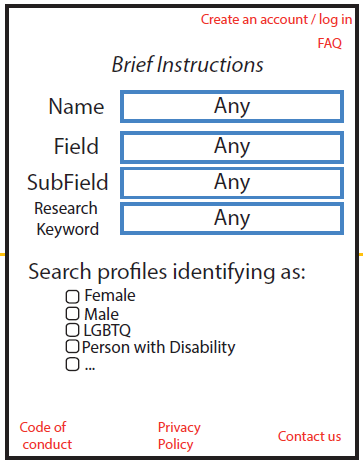 Create an account / log in
FAQ
Brief Instructions
Name Any
Field Any
SubField Any
Research
Keyword Any
Search profiles identifying as:
Female
Male
LGBTQ
Person with Disability
...
Code of
conduct
Privacy
Policy
Contact us